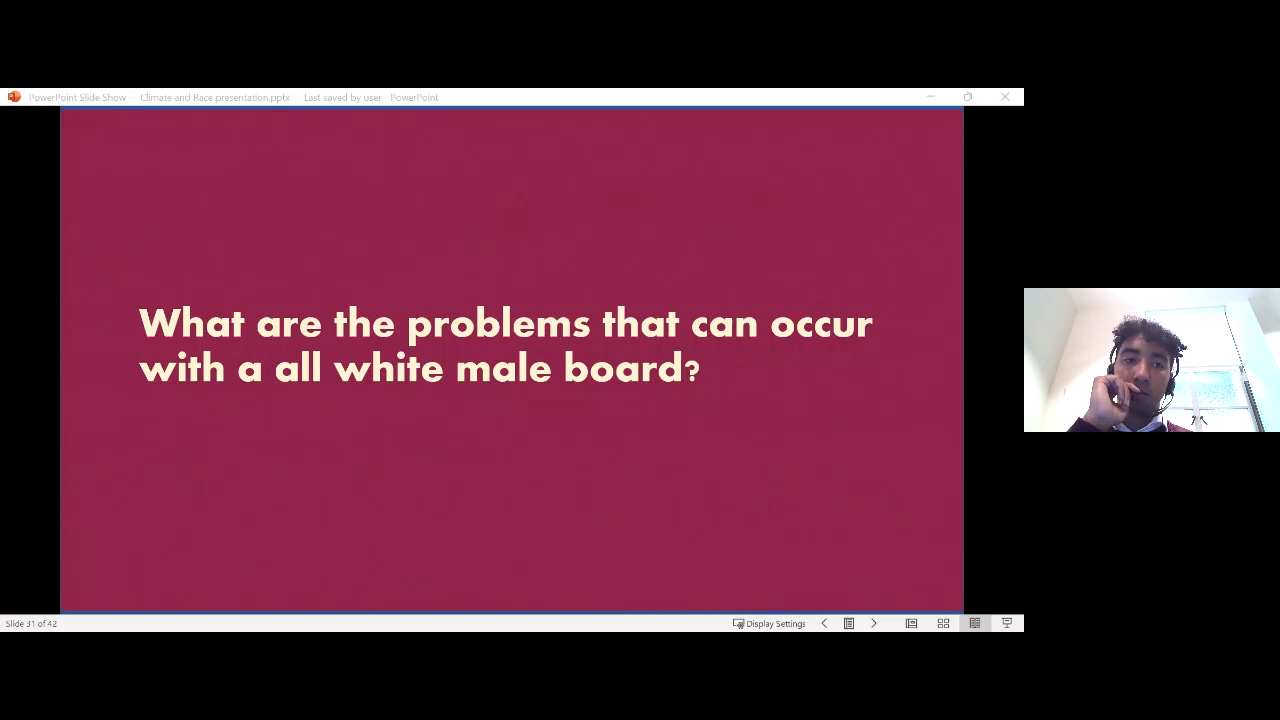 PowerPoint Slide Show - Climate and Race presentation.pptx - Last saved by user - PowerPoint
What are the problems that can occur
with a all white male board?
Slide 31 of 42
Display Settings